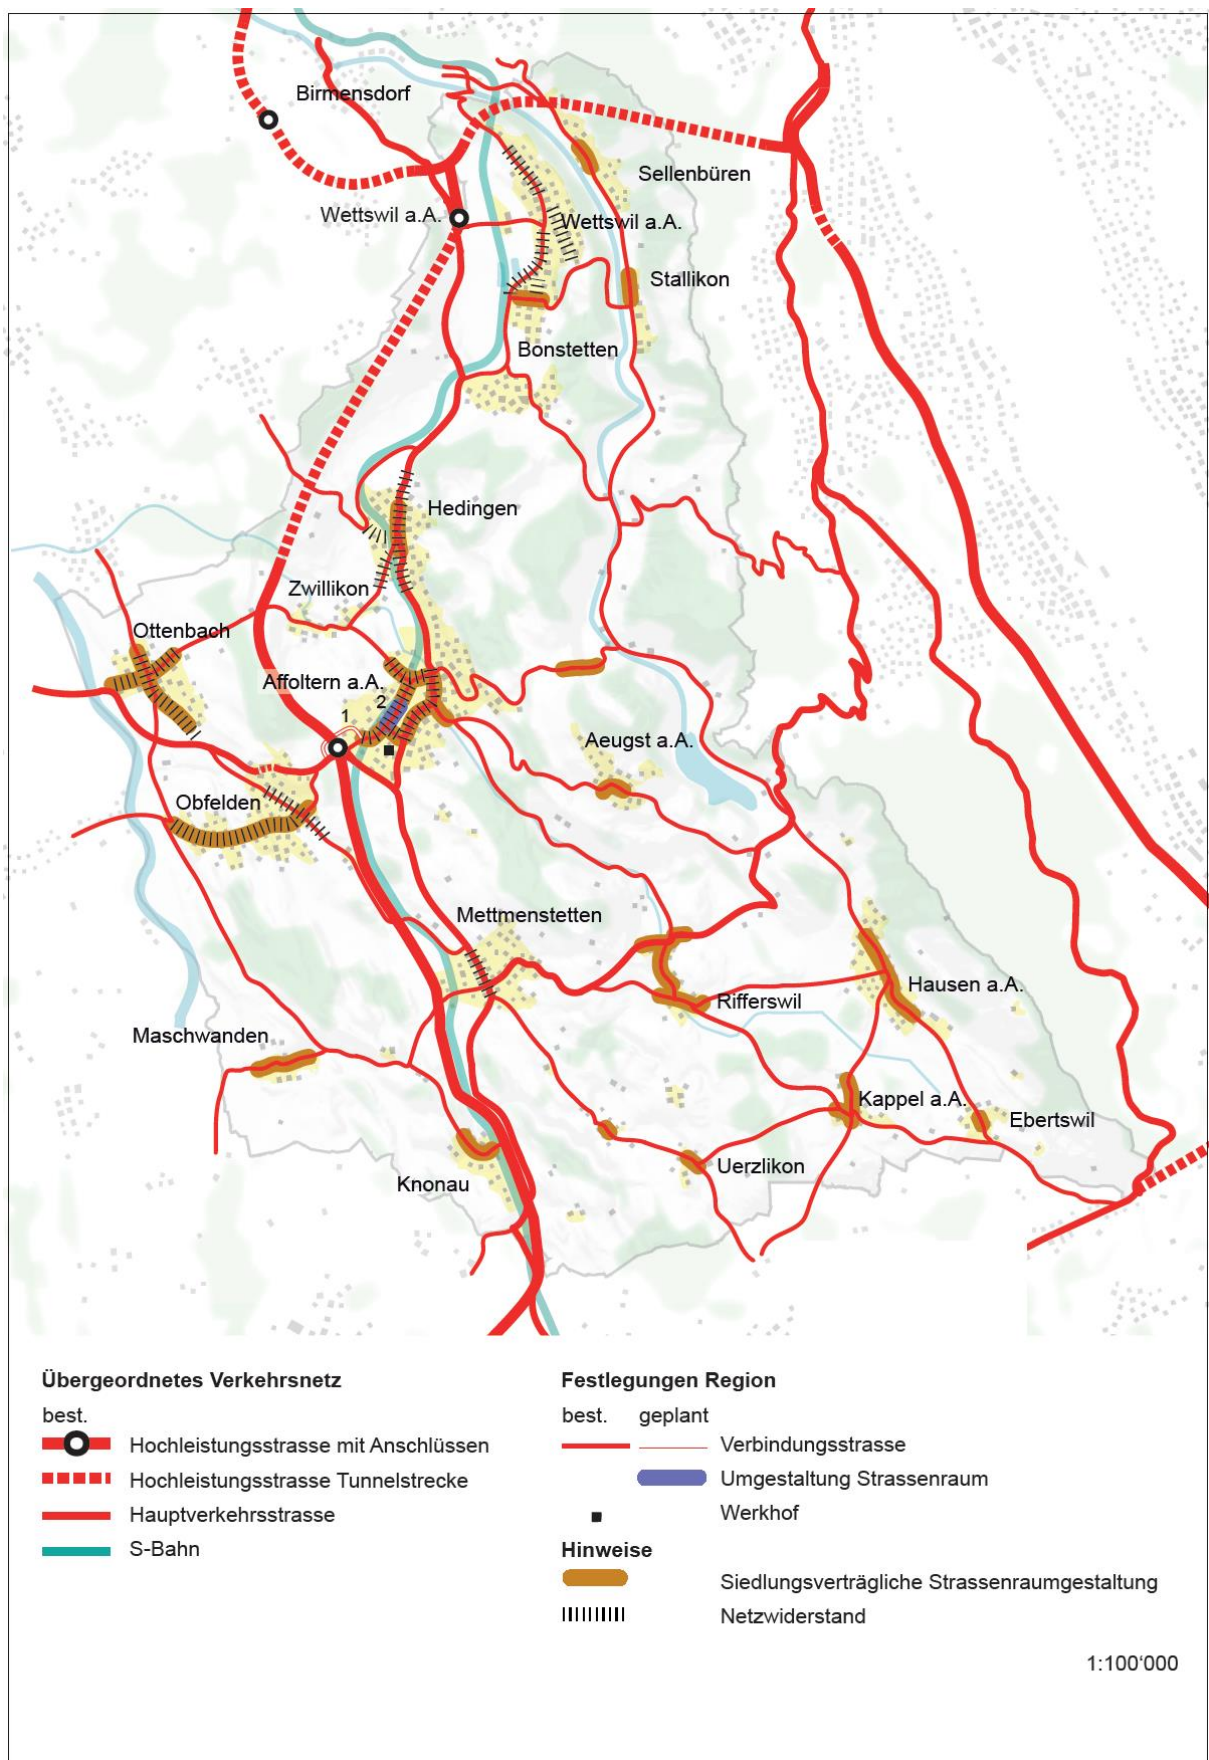 Birmensdorf
Sellenbüren
Wettswil a.A.
Wettswil a.A.
Stallikon
Bonstetten
Hedingen
Zwillikon
Ottenbach
Affoltern a.A.
2
1
Aeugst a.A.
Obfelden
Mettmenstetten
Hausen a.A.
Rifferswil
Maschwanden
Kappel a.A.
Ebertswil
Uerzlikon
Knonau
Übergeordnetes Verkehrsnetz
best.
Hochleistungsstrasse mit Anschlüssen
Hochleistungsstrasse Tunnelstrecke
Hauptverkehrsstrasse
S-Bahn
Festlegungen Region
best. geplant
Verbindungsstrasse
Umgestaltung Strassenraum
Werkhof
Hinweise
Siedlungsverträgliche Strassenraumgestaltung
Netzwiderstand
1:100'000